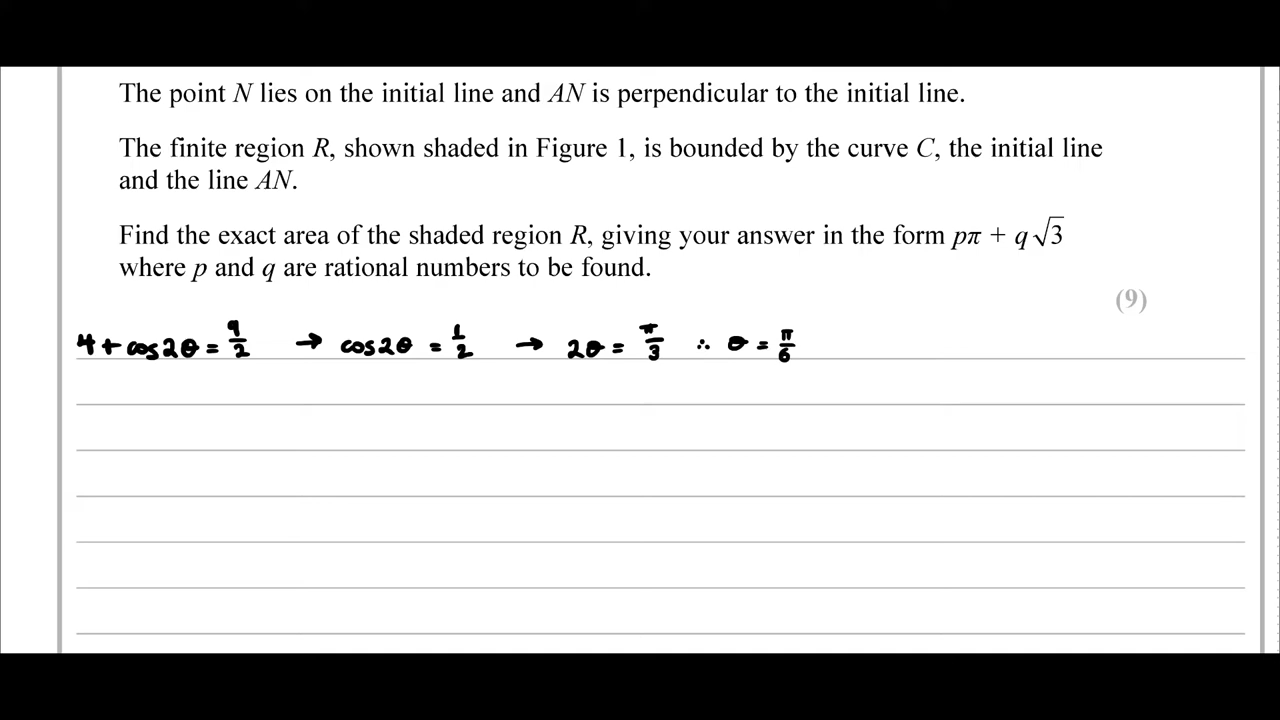 The point N lies on the initial line and AN is perpendicular to the initial line.
The finite region R, shown shaded in Figure 1, is bounded by the curve C, the initial line
and the line AN.
Find the exact area of the shaded region R, giving your answer in the form pπ + q√3
where p and q are rational numbers to be found.
(9)
4 + cos2θ = 9/2 → cos2θ = 1/2 → 2θ = π/3 ∴ θ = π/6